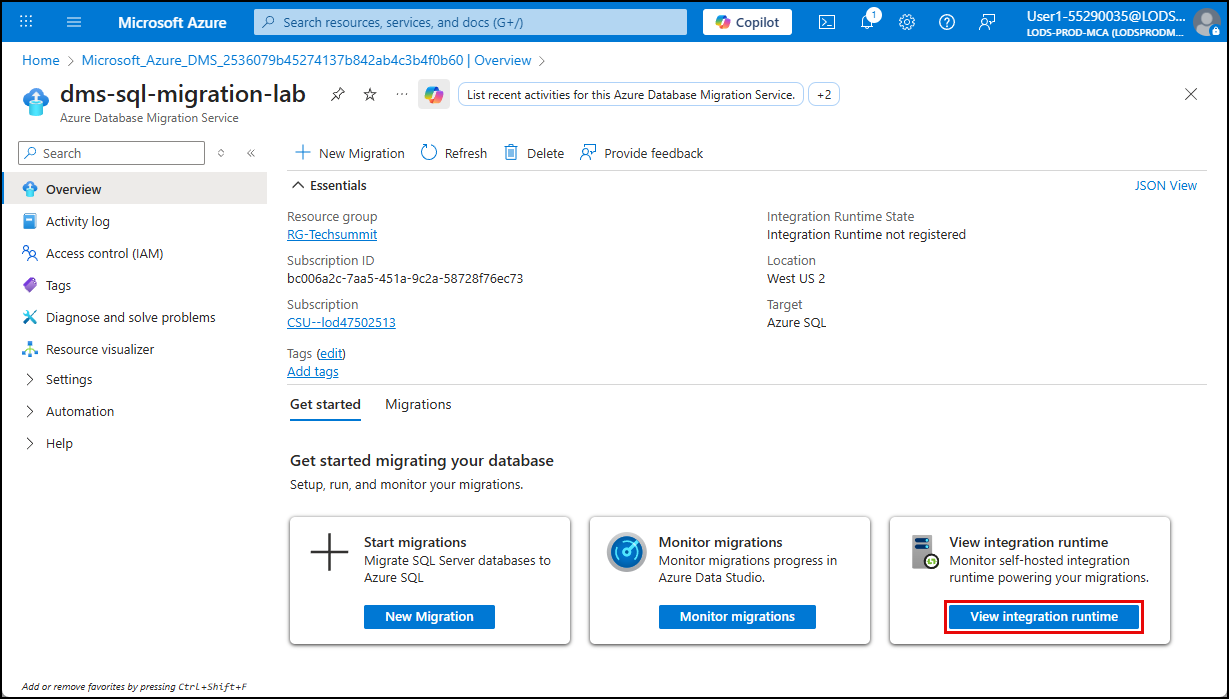 Microsoft Azure
Search resources, services, and docs (G+/)
Copilot
1
User1-55290035@LODS...
LODS-PROD-MCA (LODSPRODM...
Home > Microsoft_Azure_DMS_2536079b45274137b842ab4c3b4f0b60 | Overview >
dms-sql-migration-lab
...
List recent activities for this Azure Database Migration Service.
+2
Azure Database Migration Service
Search
New Migration
Refresh
Delete
Provide feedback
Overview
Activity log
Access control (IAM)
Tags
Diagnose and solve problems
Resource visualizer
Settings
Automation
Help
Essentials
JSON View
Resource group
RG-Techsummit
Subscription ID
bc006a2c-7aa5-451a-9c2a-58728f76ec73
Subscription
CSU--lod47502513
Integration Runtime State
Integration Runtime not registered
Location
West US 2
Target
Azure SQL
Tags (edit)
Add tags
Get started
Migrations
Get started migrating your database
Setup, run, and monitor your migrations.
Start migrations
Migrate SQL Server databases to
Azure SQL
New Migration
Monitor migrations
Monitor migrations progress in
Azure Data Studio.
Monitor migrations
View integration runtime
Monitor self-hosted integration
runtime powering your migrations.
View integration runtime
Add or remove favorites by pressing Ctrl+Shift+F